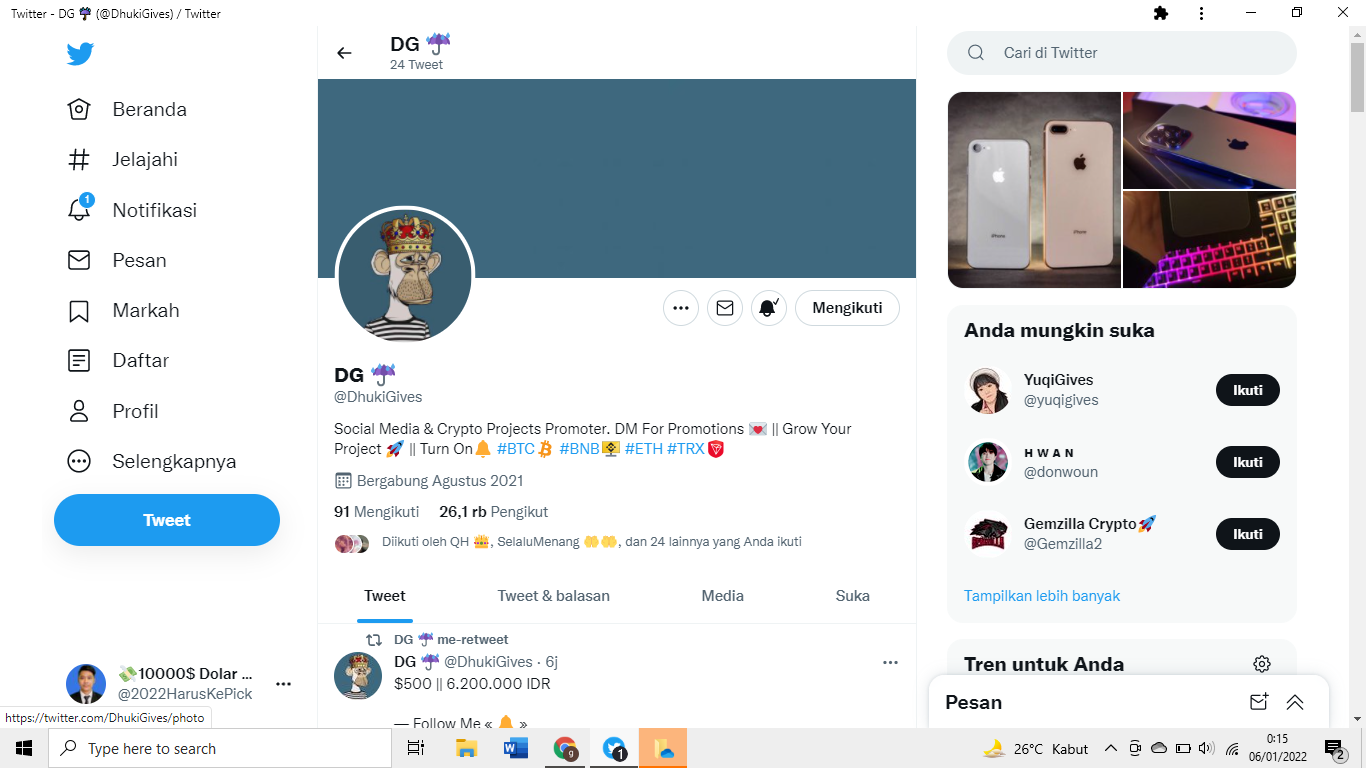 Twitter - DG ☔ (@DhukiGives) / Twitter
DG ☔
24 Tweet
Cari di Twitter
Beranda
Jelajahi
1
Notifikasi
Pesan
Markah
Daftar
Profil
Selengkapnya
Tweet
Mengikuti
DG ☔
@DhukiGives
Social Media & Crypto Projects Promoter. DM For Promotions 💌 || Grow Your
Project 🚀 || Turn On🔔 #BTC #BNB #ETH #TRX
Bergabung Agustus 2021
91 Mengikuti 26,1 rb Pengikut
Diikuti oleh QH 👑, SelaluMenang 🤲🤲, dan 24 lainnya yang Anda ikuti
Tweet Tweet & balasan Media Suka
DG ☔ me-retweet
DG ☔ @DhukiGives · 6j
$500 || 6.200.000 IDR
— Follow Me « 🔔 »
iPhone
iPhone
Anda mungkin suka
YuqiGives
@yuqigives
Ikuti
ʜ ᴡ ᴀ ɴ
@donwoun
Ikuti
Gemzilla Crypto🚀
@Gemzilla2
Ikuti
Tampilkan lebih banyak
Tren untuk Anda
Pesan
💸10000$ Dolar ...
@2022HarusKePick
https://twitter.com/DhukiGives/photo
Type here to search
g
1
26°C Kabut
0:15
06/01/2022
2